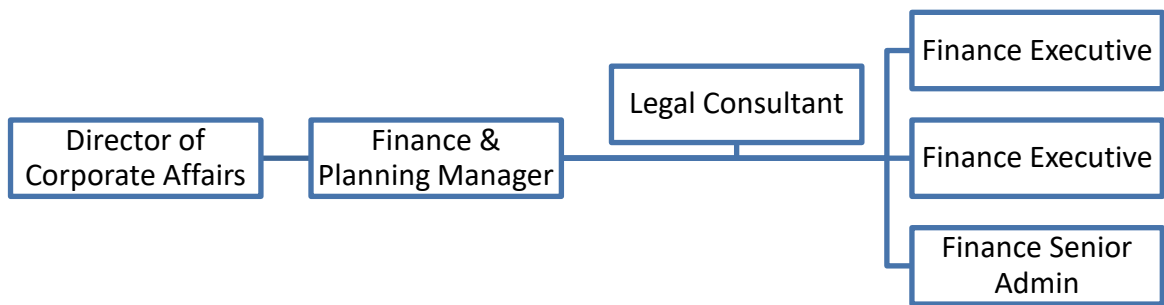 Director of
Corporate Affairs
Finance &
Planning Manager
Legal Consultant
Finance Executive
Finance Executive
Finance Senior
Admin